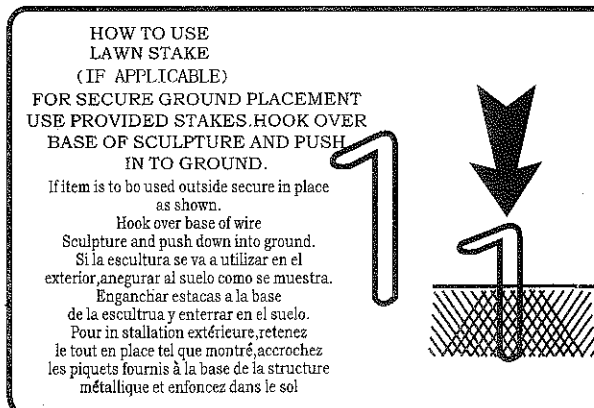 HOW TO USE
LAWN STAKE
(IF APPLICABLE)
FOR SECURE GROUND PLACEMENT
USE PROVIDED STAKES.HOOK OVER
BASE OF SCULPTURE AND PUSH
IN TO GROUND.
If item is to bo used outside secure in place
as shown.
Hook over base of wire
Sculpture and push down into ground.
Si la escultura se va a utilizar en el
exterior,anegurar al suelo como se muestra.
Enganchar estacas a la base
de la escultrua y enterrar en el suelo.
Pour in stallation extérieure,retenez
le tout en place tel que montré,accrochez
les piquets fournis à la base de la structure
métallique et enfoncez dans le sol